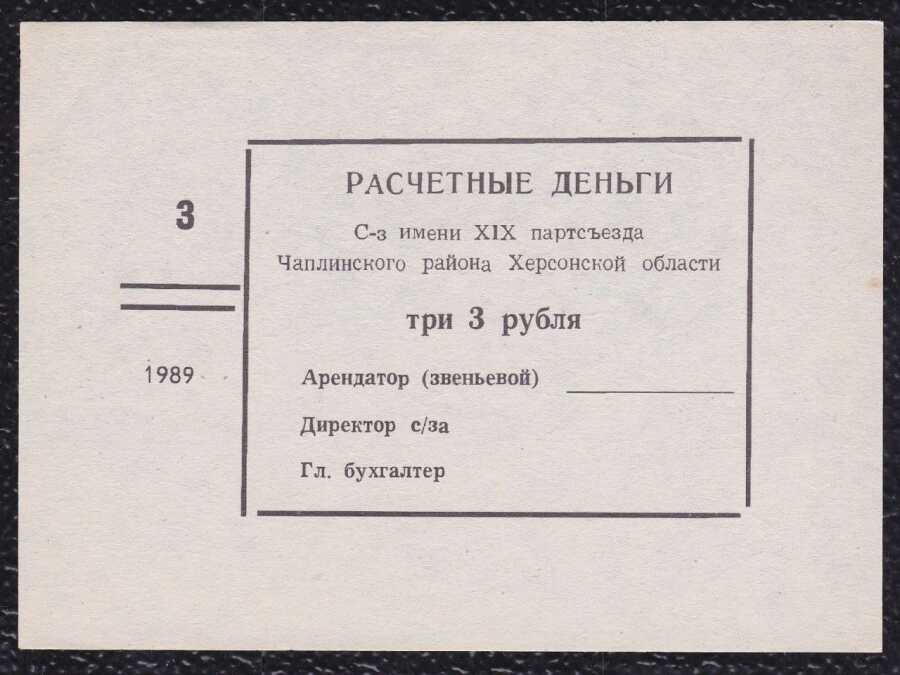 3
1989
РАСЧЕТНЫЕ ДЕНЬГИ
С-з имени XIX партсъезда
Чаплинского района Херсонской области
три 3 рубля
Арендатор (звеньевой)
Директор с/за
Гл. бухгалтер